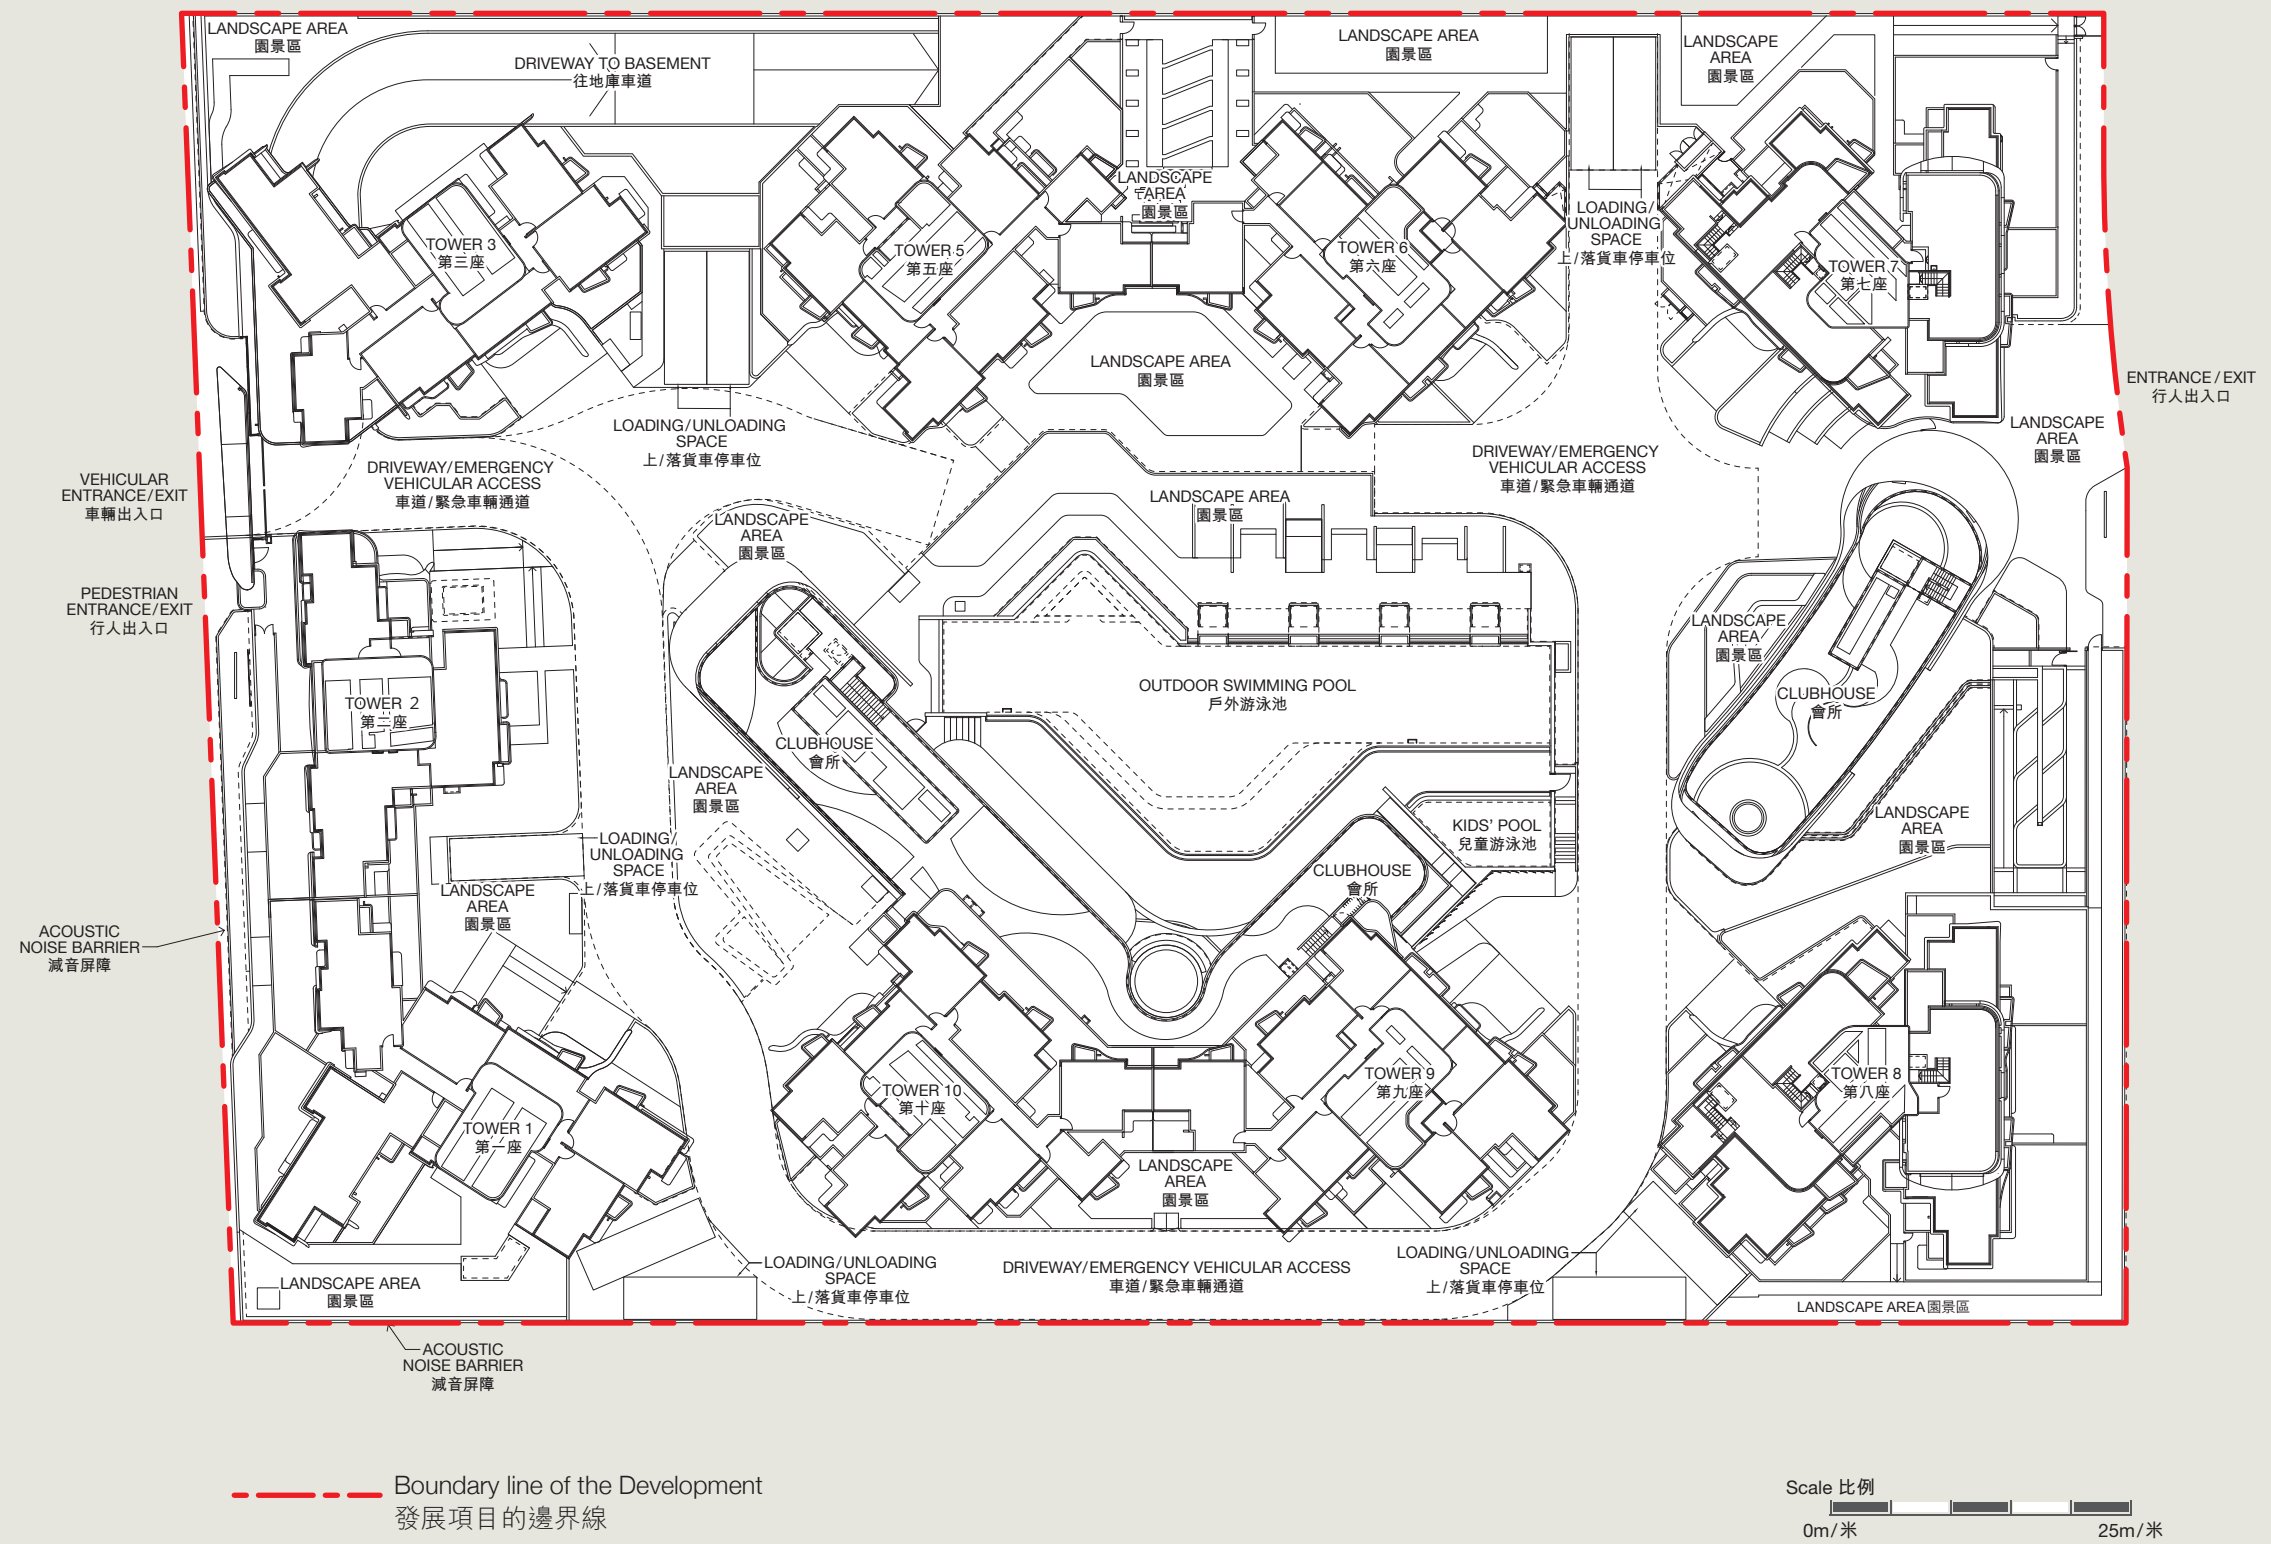 LANDSCAPE AREA
園景區
DRIVEWAY TO BASEMENT
往地庫車道
LANDSCAPE AREA
園景區
LANDSCAPE
AREA
園景區
LANDSCAPE
AREA
園景區
LOADING/
UNLOADING
SPACE
上/落貨車停車位
TOWER 3
第三座
TOWER 5
第五座
TOWER 6
第六座
TOWER 7
第七座
LANDSCAPE AREA
園景區
ENTRANCE/EXIT
行人出入口
LOADING/UNLOADING
SPACE
上/落貨車停車位
LANDSCAPE
AREA
園景區
VEHICULAR
ENTRANCE/EXIT
車輛出入口
DRIVEWAY/EMERGENCY
VEHICULAR ACCESS
車道/緊急車輛通道
DRIVEWAY/EMERGENCY
VEHICULAR ACCESS
車道/緊急車輛通道
LANDSCAPE AREA
園景區
LANDSCAPE
AREA
園景區
PEDESTRIAN
ENTRANCE/EXIT
行人出入口
LANDSCAPE
AREA
園景區
TOWER 2
第二座
OUTDOOR SWIMMING POOL
戶外游泳池
CLUBHOUSE
會所
CLUBHOUSE
會所
LANDSCAPE
AREA
園景區
KIDS' POOL
兒童游泳池
LANDSCAPE
AREA
園景區
LOADING/
UNLOADING
SPACE
上/落貨車停車位
CLUBHOUSE
會所
LANDSCAPE
AREA
園景區
ACOUSTIC
NOISE BARRIER
減音屏障
TOWER 10
第十座
TOWER 9
第九座
TOWER 8
第八座
TOWER 1
第一座
LANDSCAPE
AREA
園景區
LANDSCAPE AREA
園景區
LOADING/UNLOADING
SPACE
上/落貨車停車位
DRIVEWAY/EMERGENCY VEHICULAR ACCESS
車道/緊急車輛通道
LOADING/UNLOADING
SPACE
上/落貨車停車位
LANDSCAPE AREA 園景區
ACOUSTIC
NOISE BARRIER
減音屏障
Boundary line of the Development
發展項目的邊界線
Scale 比例
0m/米
25m/米